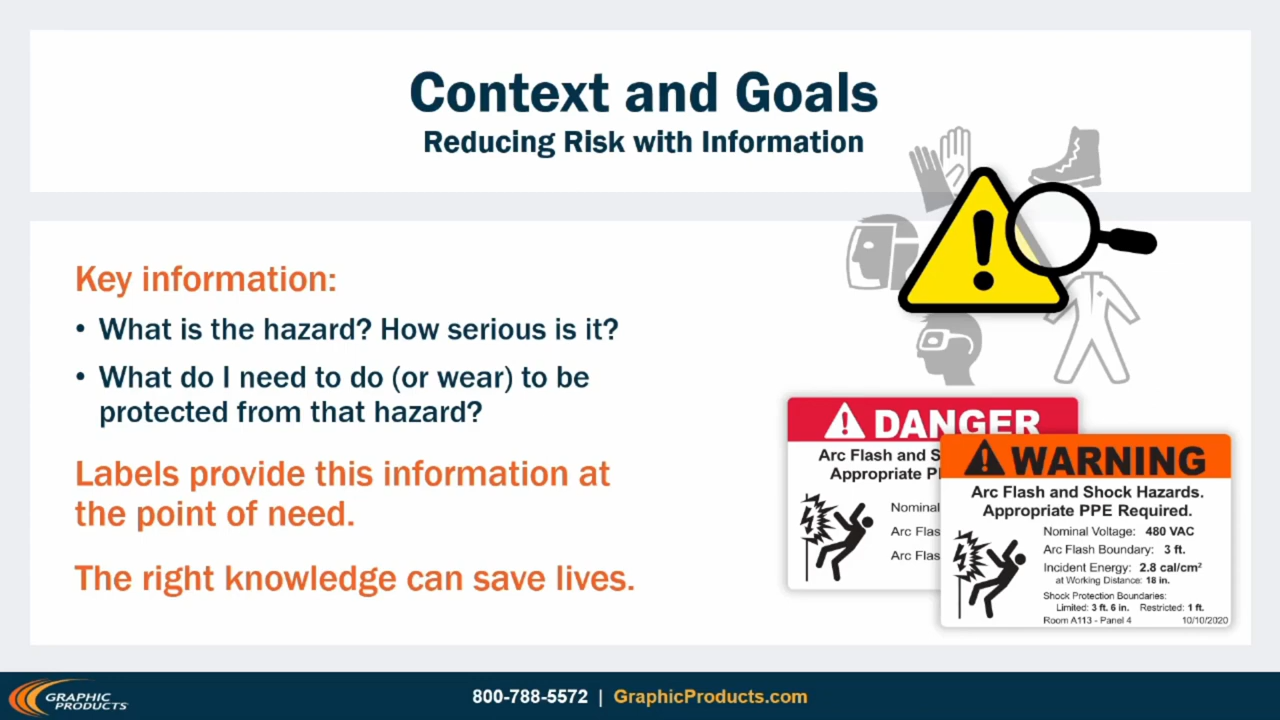 Context and Goals
Reducing Risk with Information
Key information:
• What is the hazard? How serious is it?
• What do I need to do (or wear) to be
protected from that hazard?
Labels provide this information at
the point of need.
The right knowledge can save lives.
DANGER
Arc Flash and S
Appropriate P
Nominal
Arc Flas
Arc Flas
WARNING
Arc Flash and Shock Hazards.
Appropriate PPE Required.
Nominal Voltage: 480 VAC
Arc Flash Boundary: 3 ft.
Incident Energy: 2.8 cal/cm²
at Working Distance: 18 in.
Shock Protection Boundaries:
Limited: 3 ft. 6 in. Restricted: 1 ft.
Room A113 - Panel 4 10/10/2020
GRAPHIC
PRODUCTS
800-788-5572 | GraphicProducts.com